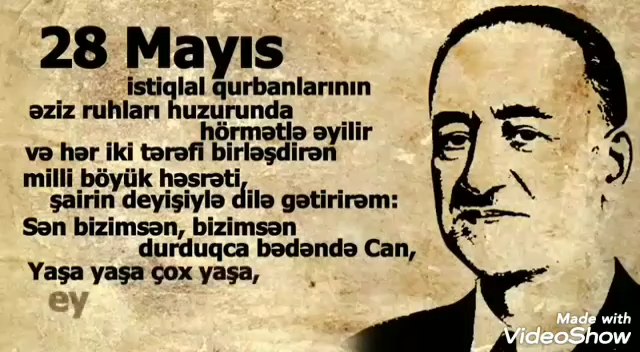 28 Mayıs
istiqlal qurbanlarının
əziz ruhları huzurunda
hörmətlə əyilir
və hər iki tərəfi birləşdirən
milli böyük həsrəti,
şairin deyişiylə dilə gətirirəm:
Sən bizimsən, bizimsən
durduqca bədəndə Can,
Yaşa yaşa çox yaşa,
ey
Made with
VideoShow